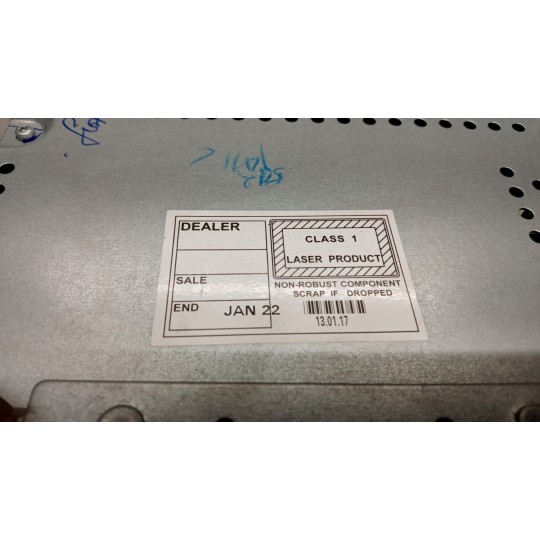 DEALER
SALE
END JAN 22
CLASS 1
LASER PRODUCT
NON-ROBUST COMPONENT
SCRAP IF DROPPED
13.01.17